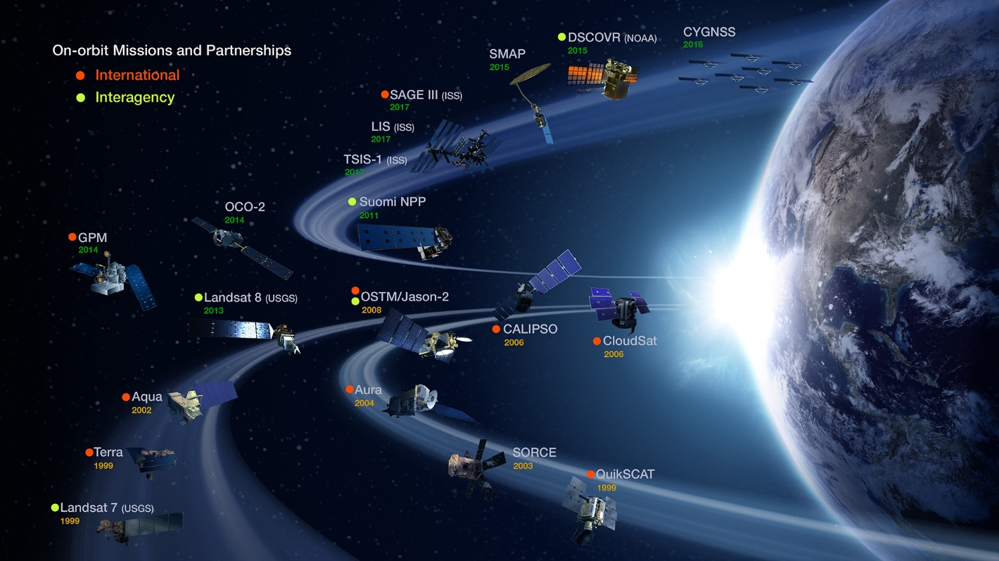 On-orbit Missions and Partnerships
International
Interagency
CYGNSS
2016
DSCOVR (NOAA)
2015
SMAP
2015
SAGE III (ISS)
2017
LIS (ISS)
2017
TSIS-1 (ISS)
2017
Suomi NPP
2011
OCO-2
2014
GPM
2014
Landsat 8 (USGS)
2013
OSTM/Jason-2
2008
CALIPSO
2006
CloudSat
2006
Aqua
2002
Aura
2004
Terra
1999
SORCE
2003
QuikSCAT
1999
Landsat 7 (USGS)
1999